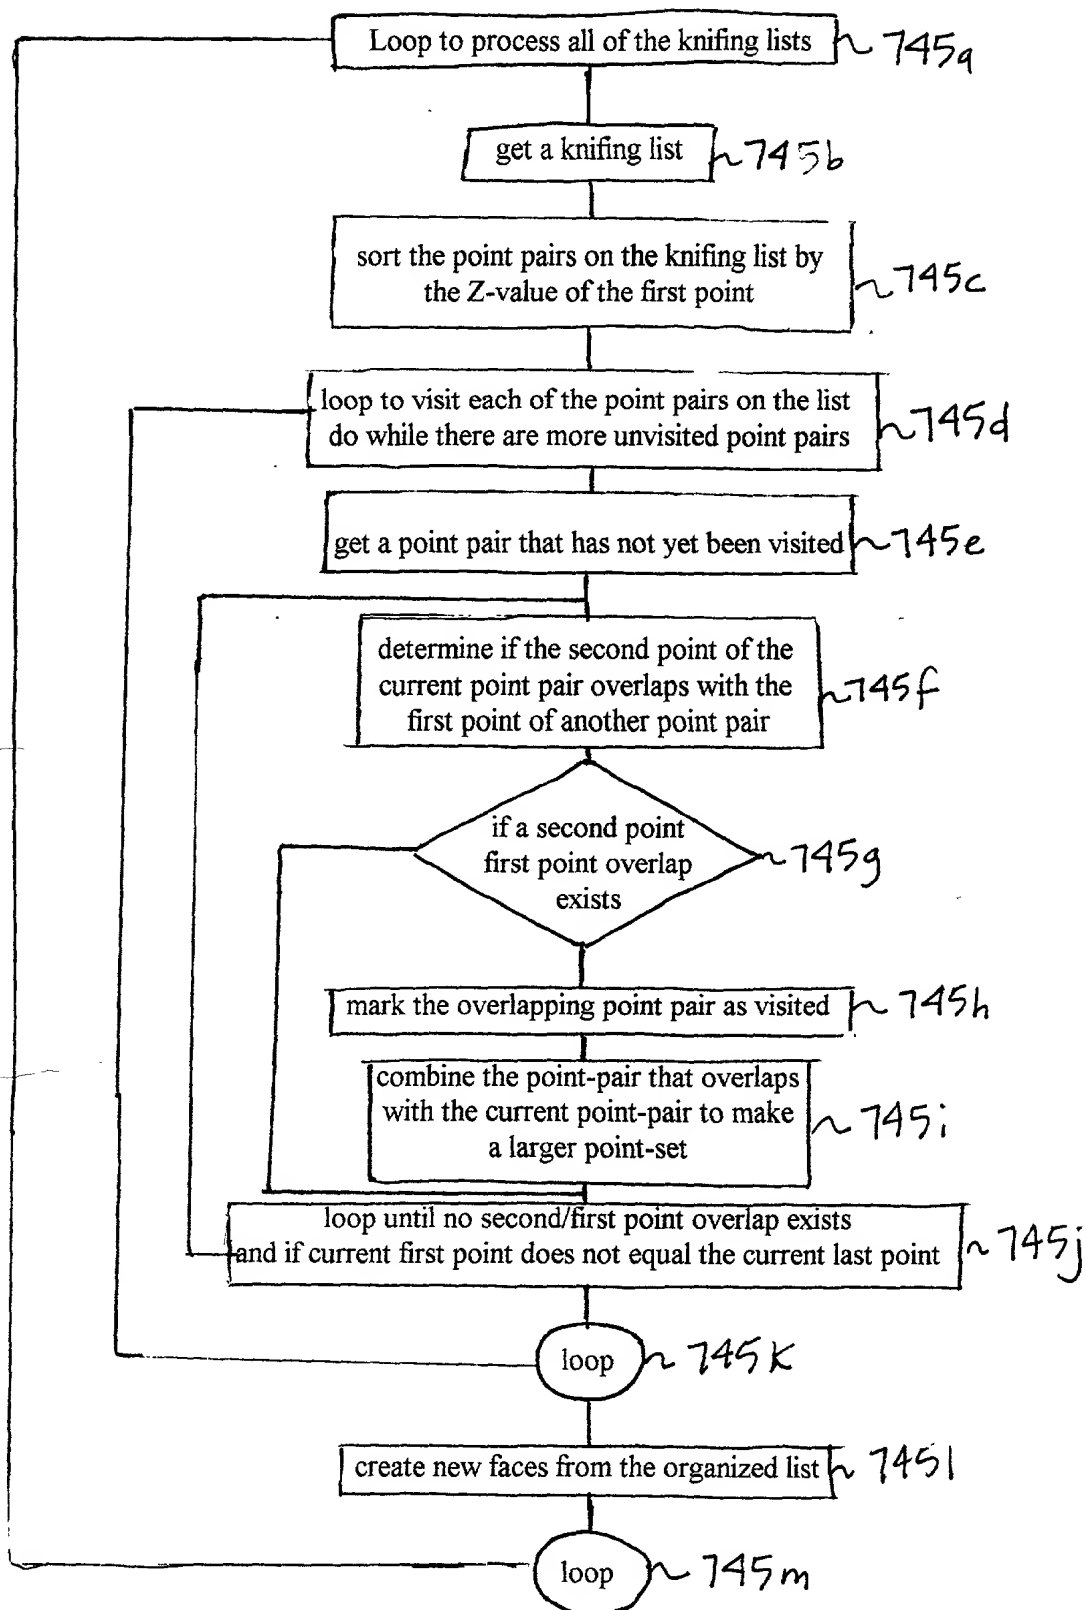 Loop to process all of the knifing lists
745a
get a knifing list
745b
sort the point pairs on the knifing list by
the Z-value of the first point
745c
loop to visit each of the point pairs on the list
do while there are more unvisited point pairs
745d
get a point pair that has not yet been visited
745e
determine if the second point of the
current point pair overlaps with the
first point of another point pair
745f
if a second point
first point overlap
exists
745g
mark the overlapping point pair as visited
745h
combine the point-pair that overlaps
with the current point-pair to make
a larger point-set
745i
loop until no second/first point overlap exists
and if current first point does not equal the current last point
745j
loop
745k
create new faces from the organized list
745l
loop
745m